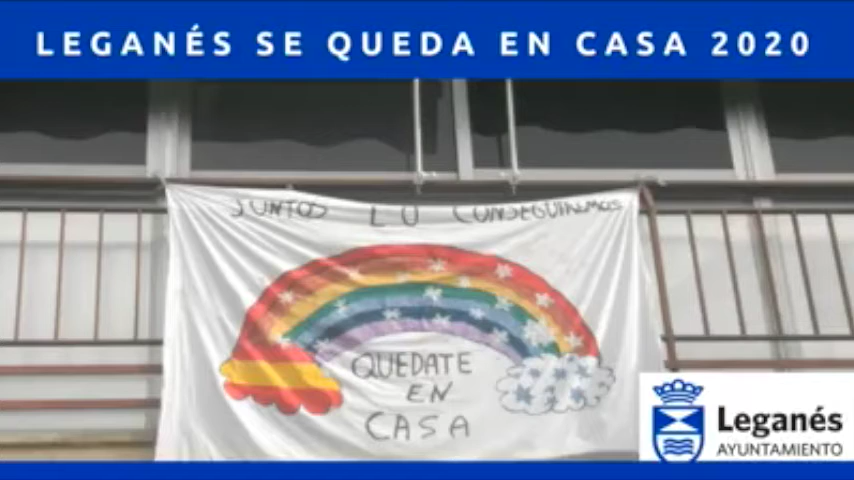 LEGANÉS SE QUEDA EN CASA 2020
JUNTOS LO CONSEGUIREMOS
QUEDATE
EN
CASA
Leganés
AYUNTAMIENTO